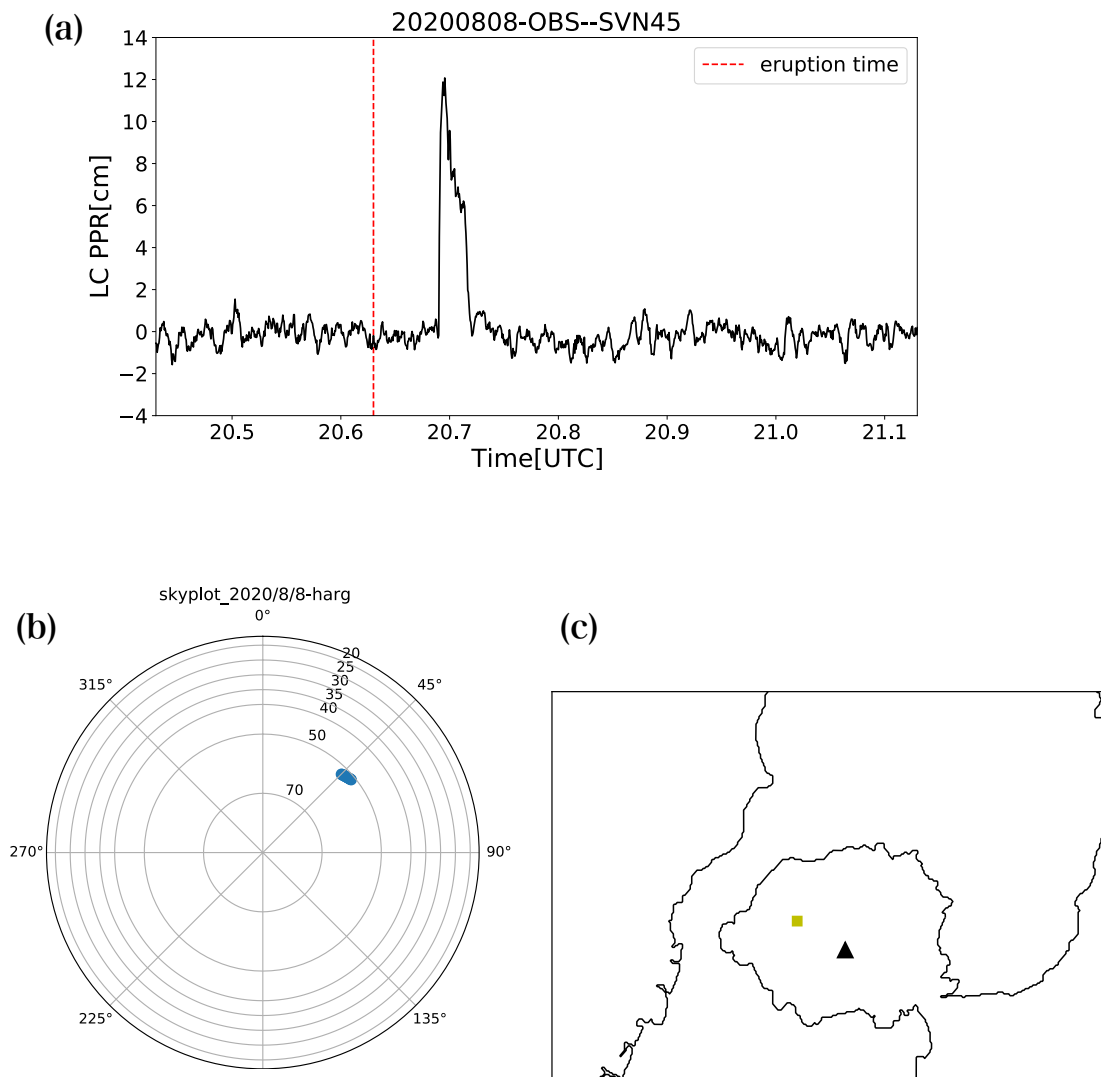 (a)
20200808-OBS--SVN45
14
12
10
8
6
4
2
0
−2
−4
LC PPR[cm]
eruption time
20.5 20.6 20.7 20.8 20.9 21.0 21.1
Time[UTC]
(b)
skyplot_2020/8/8-harg
0°
45°
90°
135°
225°
270°
315°
20
25
30
35
40
50
70
(c)